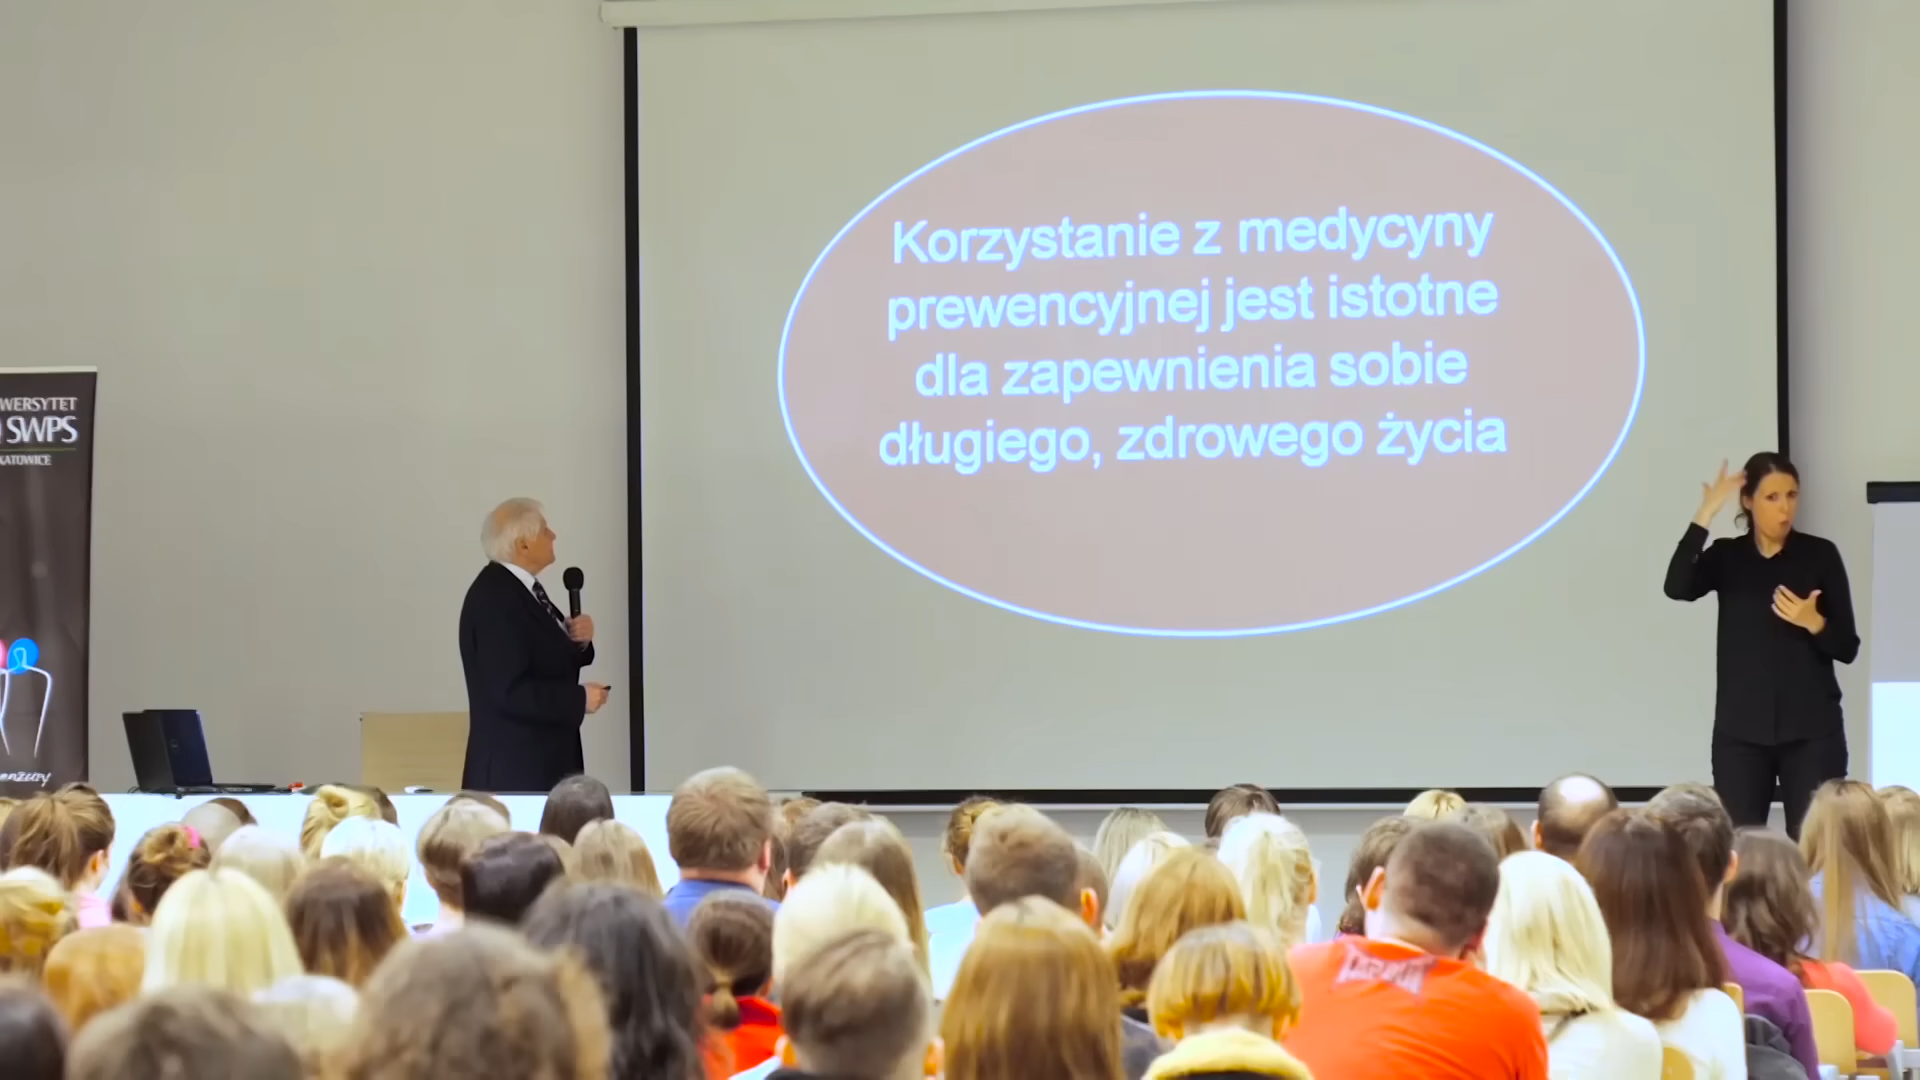 Korzystanie z medycyny
prewencyjnej jest istotne
dla zapewnienia sobie
długiego, zdrowego życia
WERSYTET
SWPS
KATOWICE